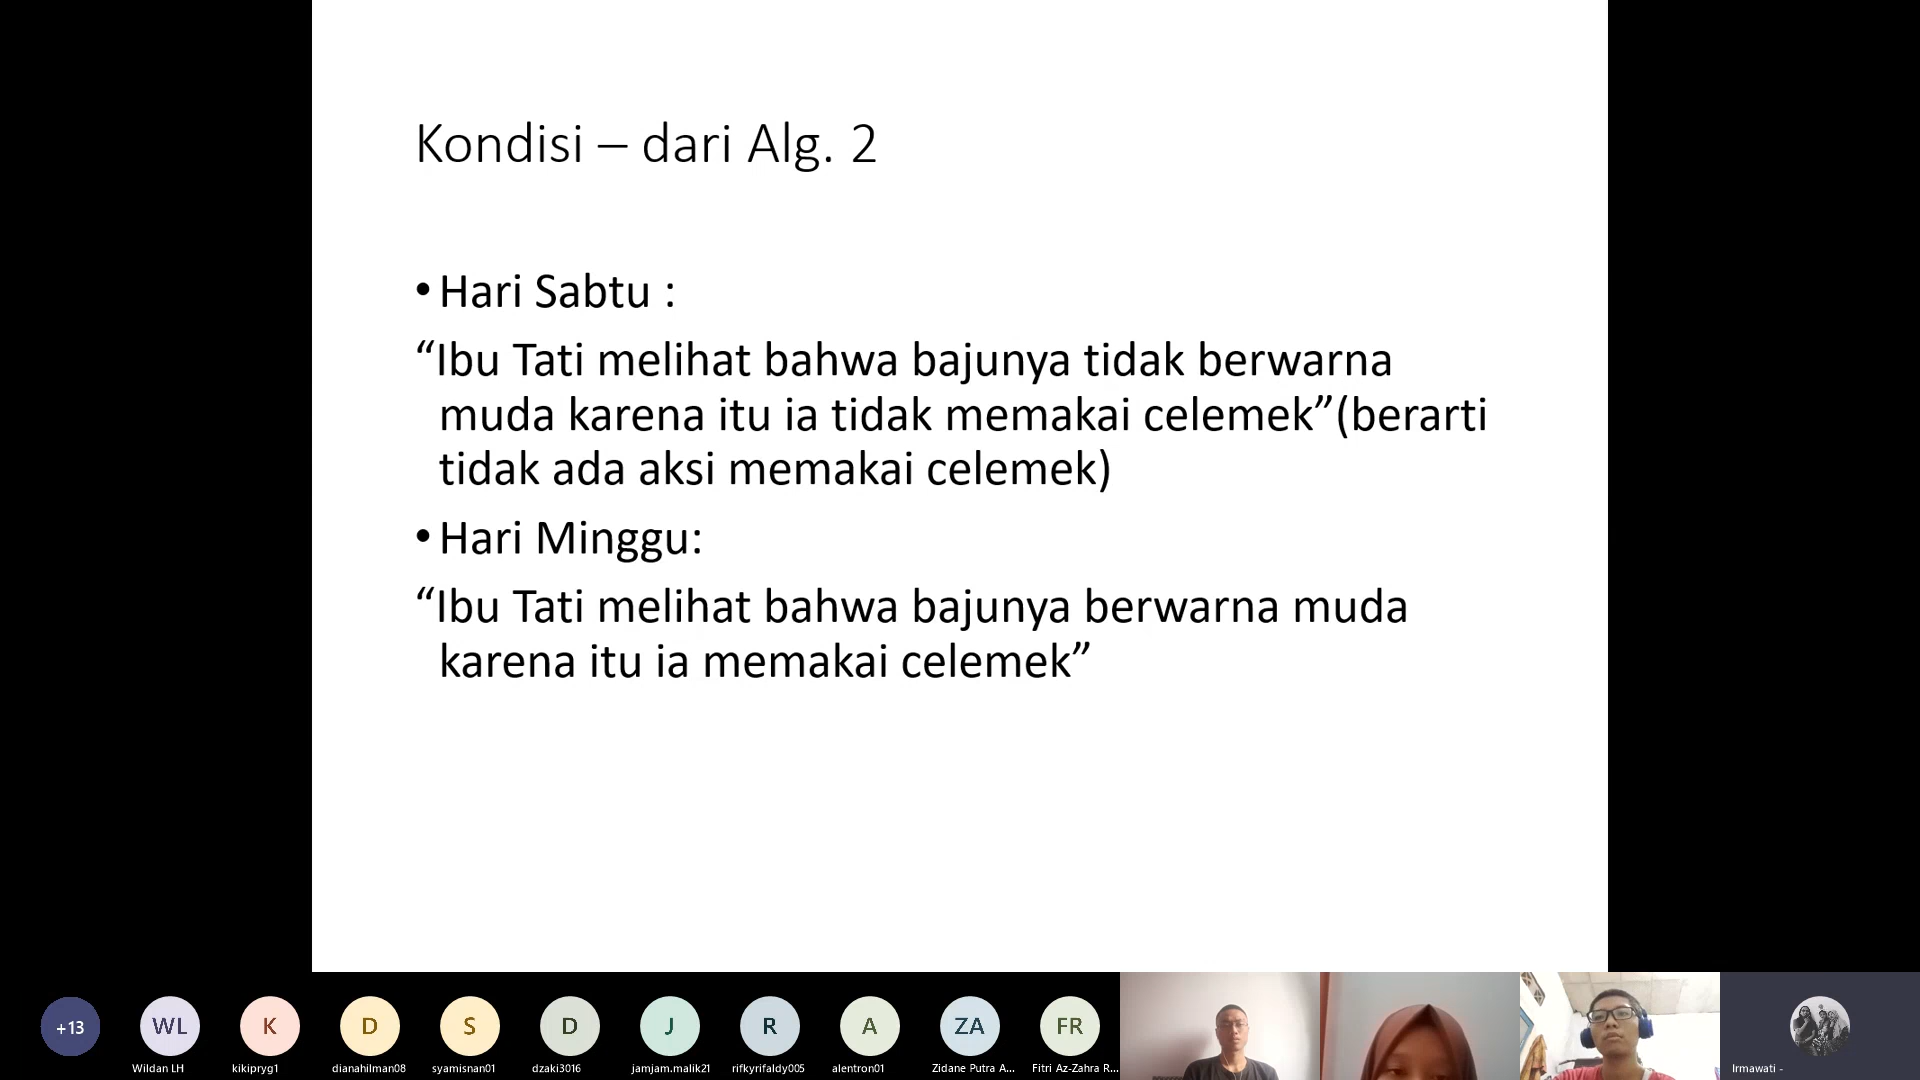 Kondisi – dari Alg. 2
• Hari Sabtu :
“Ibu Tati melihat bahwa bajunya tidak berwarna
muda karena itu ia tidak memakai celemek”(berarti
tidak ada aksi memakai celemek)
• Hari Minggu:
“Ibu Tati melihat bahwa bajunya berwarna muda
karena itu ia memakai celemek”
+13 WL K D S D J R A ZA FR
Wildan LH kikipryg1 dianahilman08 syamisnan01 dzaki3016 jamjam.malik21 rifkyrifaldy005 alentron01 Zidane Putra A... Fitri Az-Zahra R... Irmawati -